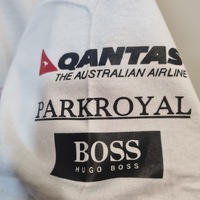 QANTAS
THE AUSTRALIAN AIRLINE
PARKROYAL
BOSS
HUGO BOSS